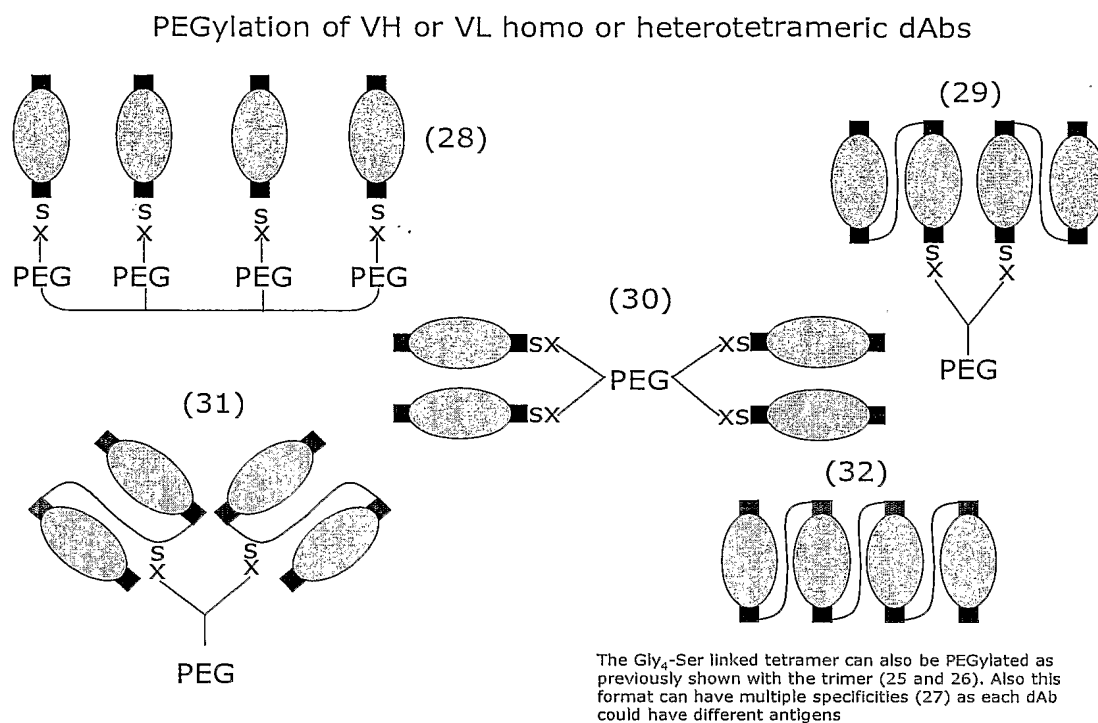 PEGylation of VH or VL homo or heterotetrameric dAbs
(28)
S S S S
X X X X
PEG PEG PEG PEG
(29)
S S
X X
PEG
(30)
SX XS
PEG
SX XS
(31)
S S
X X
PEG
(32)
The Gly₄-Ser linked tetramer can also be PEGylated as
previously shown with the trimer (25 and 26). Also this
format can have multiple specificities (27) as each dAb
could have different antigens